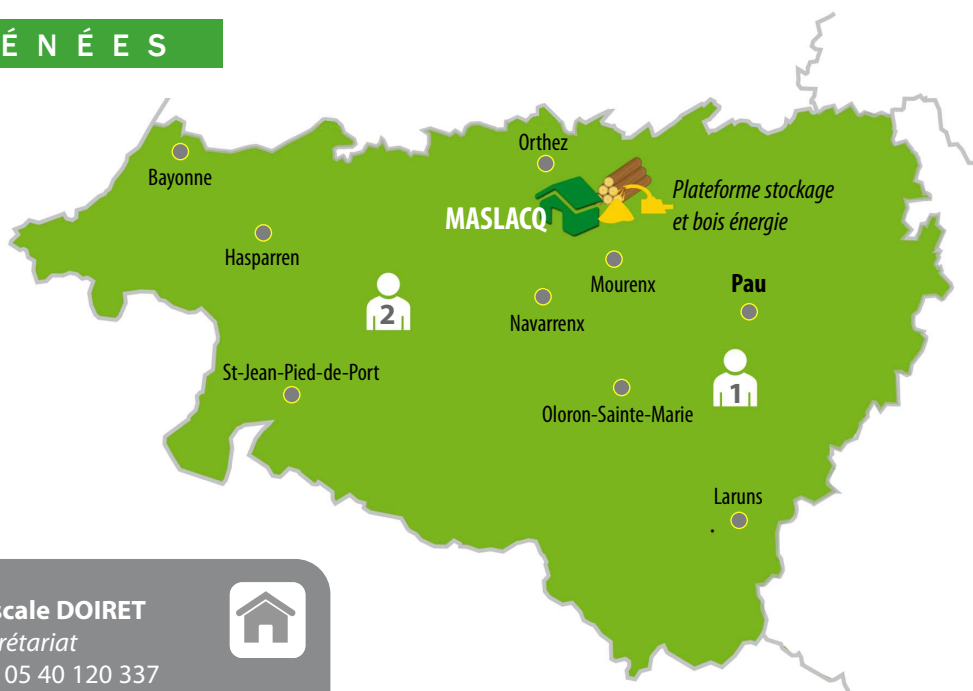 ÉNÉES
Orthez
Bayonne
Plateforme stockage
et bois énergie
MASLACQ
Hasparren
Mourenx
Pau
2
Navarrenx
St-Jean-Pied-de-Port
1
Oloron-Sainte-Marie
Laruns
scale DOIRET
rétariat
05 40 120 337